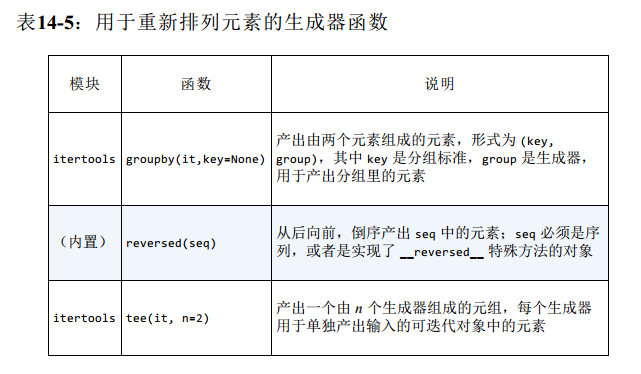 表14-5：用于重新排列元素的生成器函数
模块 函数 说明
itertools groupby(it,key=None) 产出由两个元素组成的元素，形式为 (key,
group)，其中 key 是分组标准，group 是生成器，
用于产出分组里的元素
（内置） reversed(seq) 从后向前，倒序产出 seq 中的元素；seq 必须是序
列，或者是实现了 __reversed__ 特殊方法的对象
itertools tee(it, n=2) 产出一个由 n 个生成器组成的元组，每个生成器
用于单独产出输入的可迭代对象中的元素